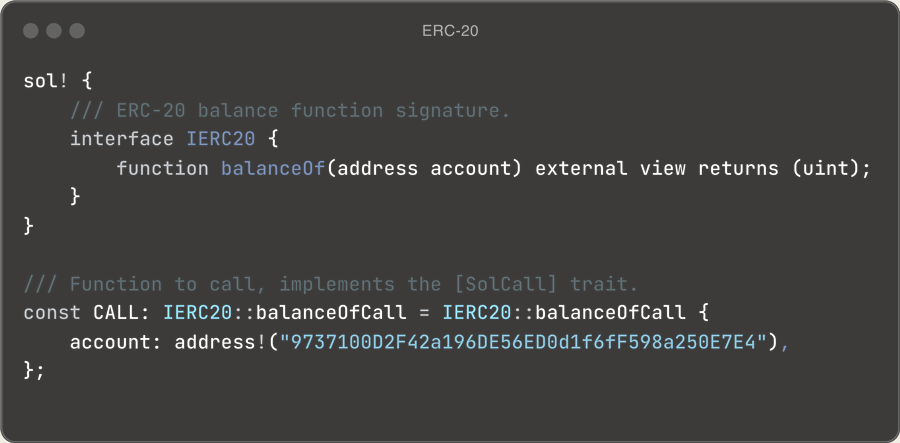 ERC-20
sol! {
    /// ERC-20 balance function signature.
    interface IERC20 {
        function balanceOf(address account) external view returns (uint);
    }
}
/// Function to call, implements the [SolCall] trait.
const CALL: IERC20::balanceOfCall = IERC20::balanceOfCall {
    account: address!("9737100D2F42a196DE56ED0d1f6fF598a250E7E4"),
};